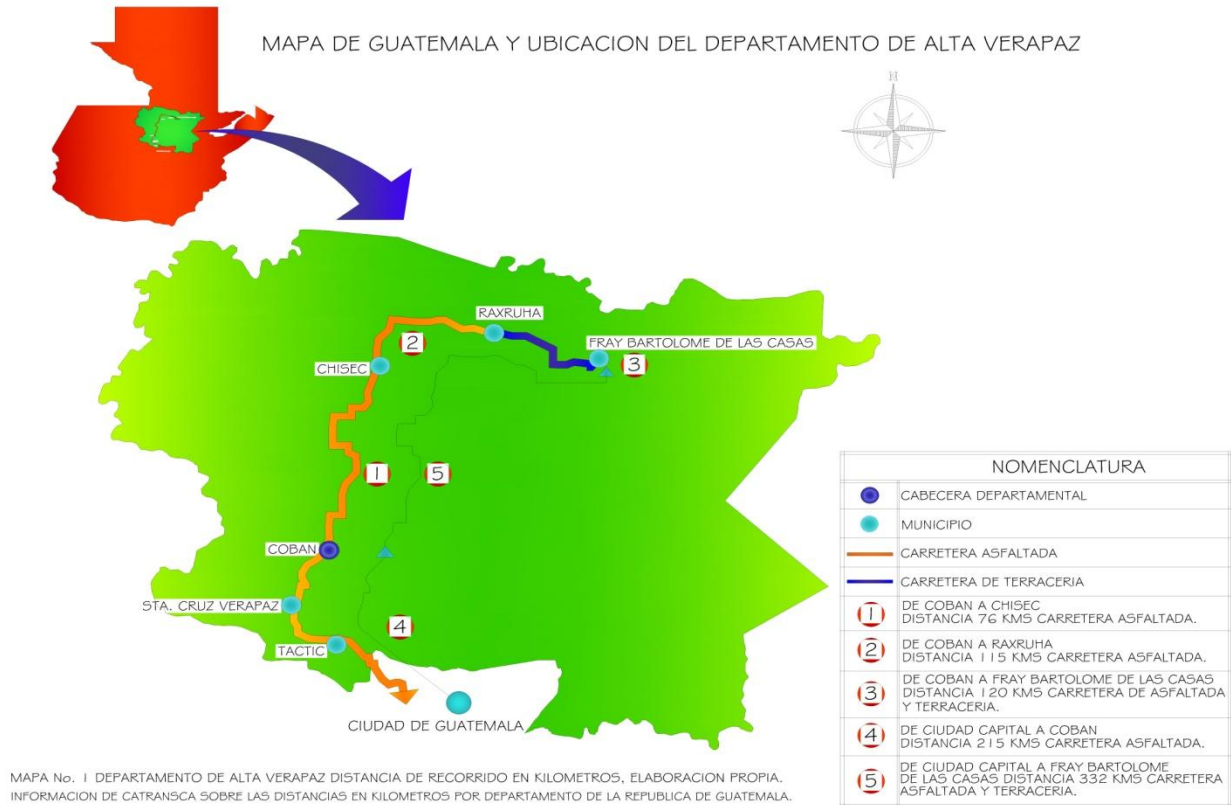 MAPA DE GUATEMALA Y UBICACION DEL DEPARTAMENTO DE ALTA VERAPAZ
N
RAXRUHA
2
FRAY BARTOLOME DE LAS CASAS
3
CHISEC
1
5
COBAN
STA. CRUZ VERAPAZ
4
TACTIC
CIUDAD DE GUATEMALA
NOMENCLATURA
CABECERA DEPARTAMENTAL
MUNICIPIO
CARRETERA ASFALTADA
CARRETERA DE TERRACERIA
1 DE COBAN A CHISEC
DISTANCIA 76 KMS CARRETERA ASFALTADA.
2 DE COBAN A RAXRUHA
DISTANCIA 115 KMS CARRETERA ASFALTADA.
3 DE COBAN A FRAY BARTOLOME DE LAS CASAS
DISTANCIA 120 KMS CARRETERA DE ASFALTADA
Y TERRACERIA.
4 DE CIUDAD CAPITAL A COBAN
DISTANCIA 215 KMS CARRETERA ASFALTADA.
5 DE CIUDAD CAPITAL A FRAY BARTOLOME
DE LAS CASAS DISTANCIA 332 KMS CARRETERA
ASFALTADA Y TERRACERIA.
MAPA No. 1 DEPARTAMENTO DE ALTA VERAPAZ DISTANCIA DE RECORRIDO EN KILOMETROS, ELABORACION PROPIA.
INFORMACION DE CATRANSCA SOBRE LAS DISTANCIAS EN KILOMETROS POR DEPARTAMENTO DE LA REPUBLICA DE GUATEMALA.